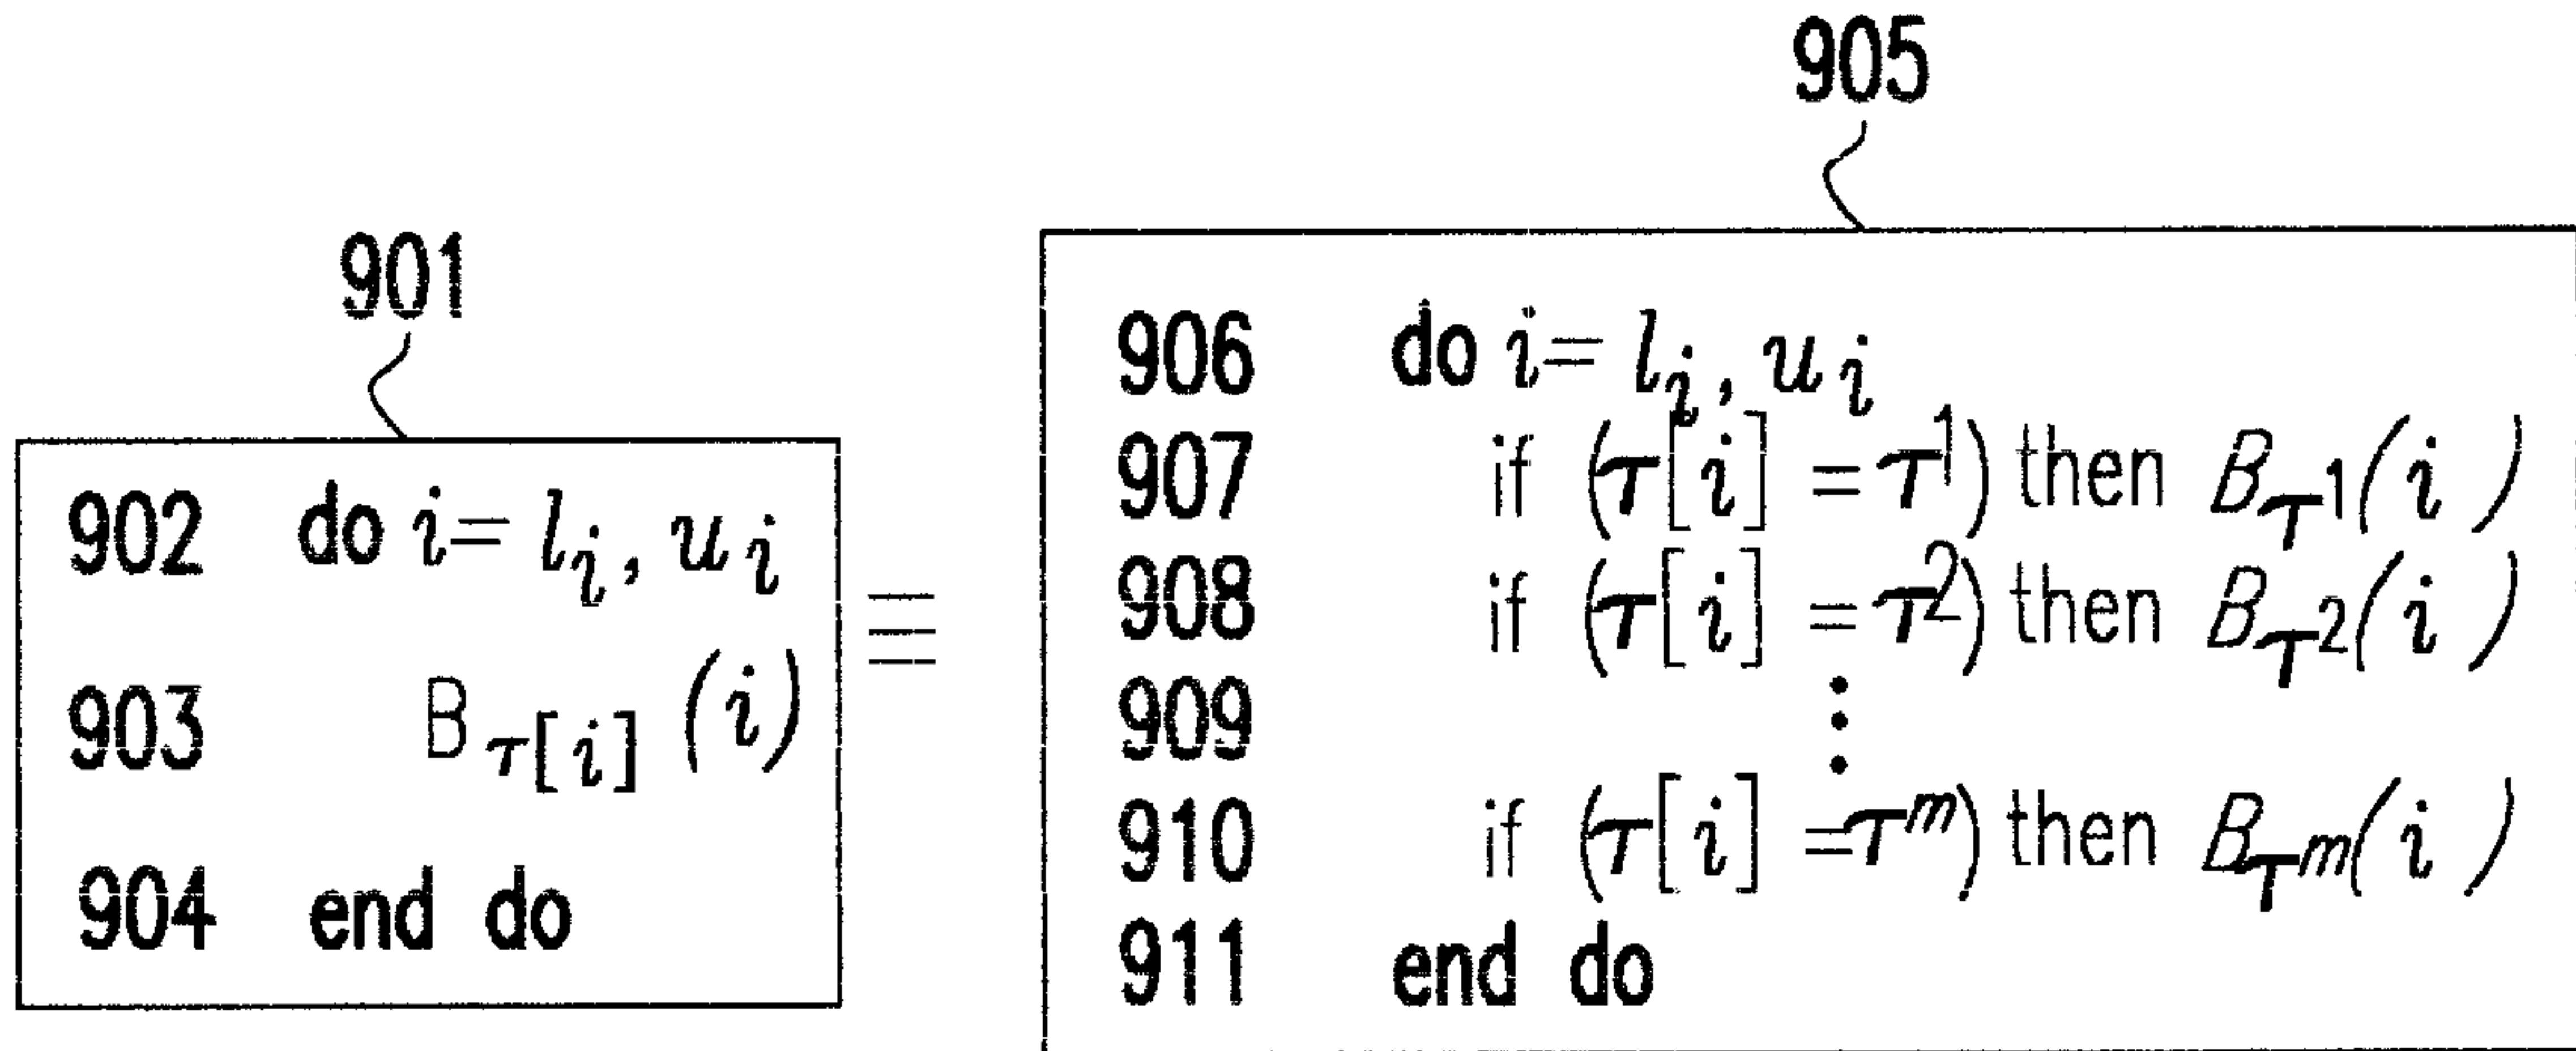 901
902 do i = l_i, u_i
903 B_τ[i] (i)
904 end do
≡
905
906 do i = l_i, u_i
907 if (τ[i] = τ^1) then B_τ1(i)
908 if (τ[i] = τ^2) then B_τ2(i)
909 ⋮
910 if (τ[i] = τ^m) then B_τm(i)
911 end do